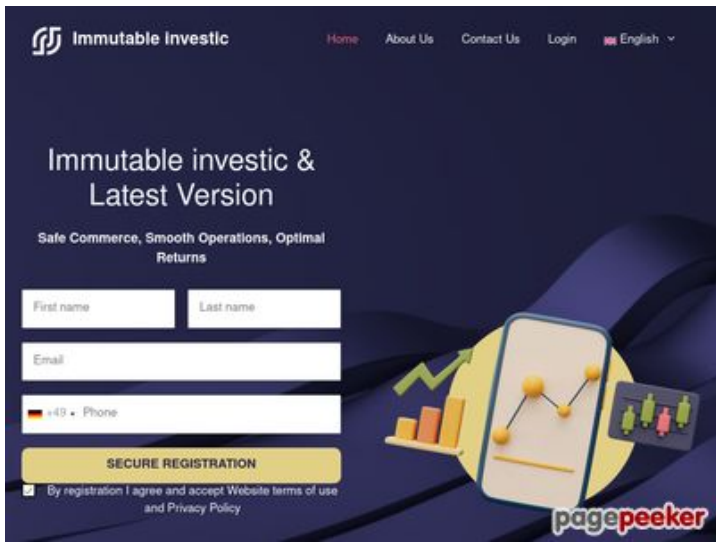 Immutable Investic
Home About Us Contact Us Login English
Immutable investic &
Latest Version
Safe Commerce, Smooth Operations, Optimal
Returns
First name Last name
Email
+49 Phone
SECURE REGISTRATION
By registration I agree and accept Website terms of use
and Privacy Policy
pagepeeker